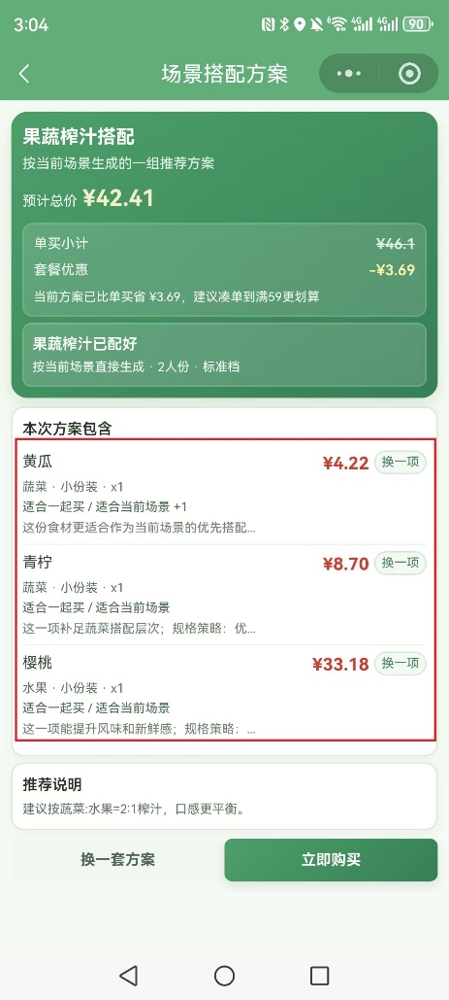 3:04
6
4G
4G
90
场景搭配方案
果蔬榨汁搭配
按当前场景生成的一组推荐方案
预计总价 ¥42.41
单买小计 ¥46.1
套餐优惠 -¥3.69
当前方案已比单买省 ¥3.69，建议凑单到满59更划算
果蔬榨汁已配好
按当前场景直接生成 · 2人份 · 标准档
本次方案包含
黄瓜 ¥4.22 换一项
蔬菜 · 小份装 · x1
适合一起买 / 适合当前场景 +1
这份食材更适合作为当前场景的优先搭配...
青柠 ¥8.70 换一项
蔬菜 · 小份装 · x1
适合一起买 / 适合当前场景
这一项补足蔬菜搭配层次；规格策略：优...
樱桃 ¥33.18 换一项
水果 · 小份装 · x1
适合一起买 / 适合当前场景
这一项能提升风味和新鲜感；规格策略：...
推荐说明
建议按蔬菜:水果=2:1榨汁，口感更平衡。
换一套方案 立即购买